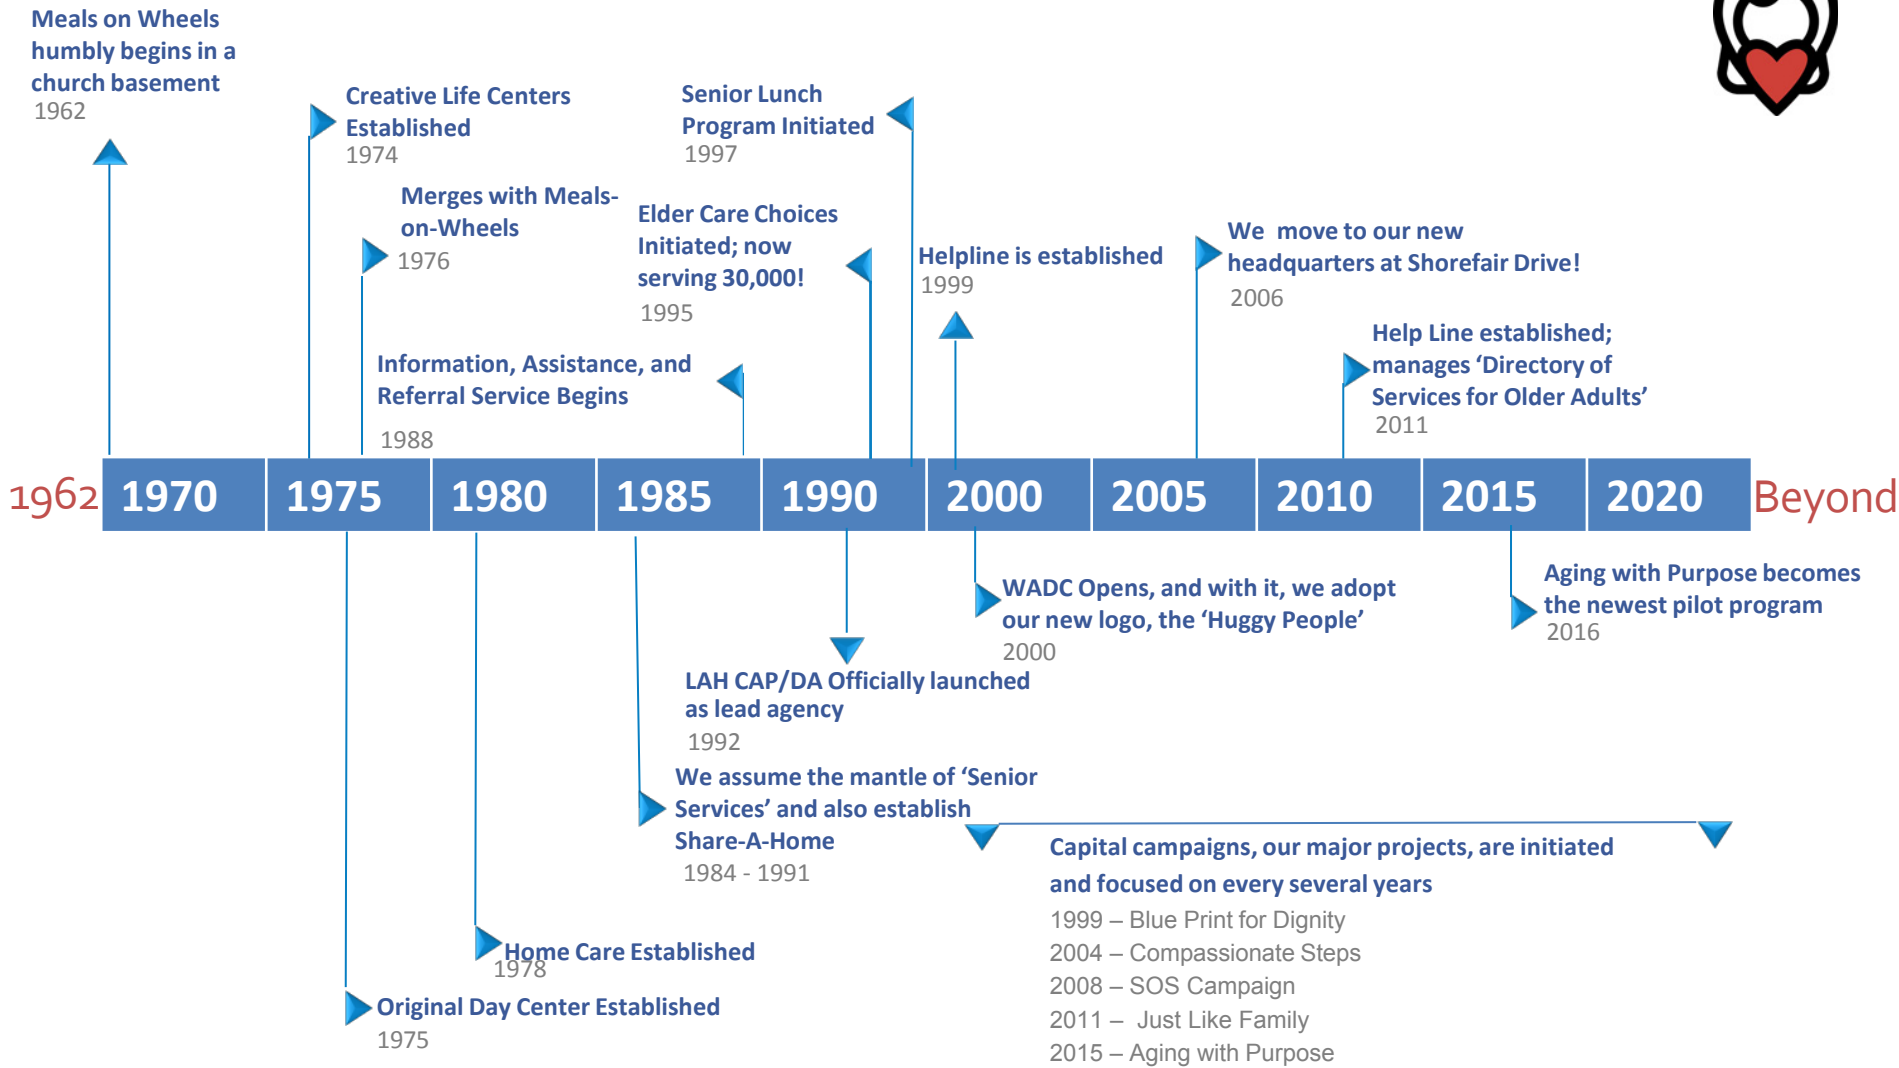 Meals on Wheels
humbly begins in a
church basement
1962
Creative Life Centers
Established
1974
Merges with Meals-
on-Wheels
1976
Senior Lunch
Program Initiated
1997
Elder Care Choices
Initiated; now
serving 30,000!
1995
Information, Assistance, and
Referral Service Begins
1988
Helpline is established
1999
We  move to our new
headquarters at Shorefair Drive!
2006
Help Line established;
manages ‘Directory of
Services for Older Adults’
2011
1962 1970 1975 1980 1985 1990 2000 2005 2010 2015 2020 Beyond
WADC Opens, and with it, we adopt
our new logo, the ‘Huggy People’
2000
Aging with Purpose becomes
the newest pilot program
2016
LAH CAP/DA Officially launched
as lead agency
1992
We assume the mantle of ‘Senior
Services’ and also establish
Share-A-Home
1984 - 1991
Home Care Established
1978
Original Day Center Established
1975
Capital campaigns, our major projects, are initiated
and focused on every several years
1999 – Blue Print for Dignity
2004 – Compassionate Steps
2008 – SOS Campaign
2011 –  Just Like Family
2015 – Aging with Purpose